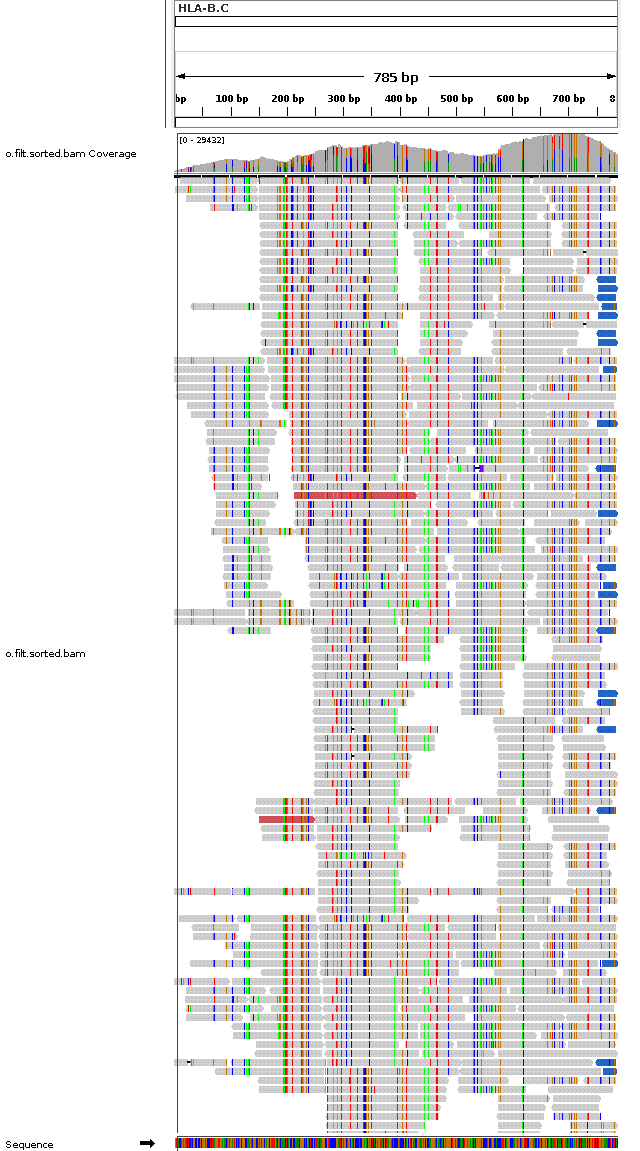 HLA-B.C
785 bp
bp 100 bp 200 bp 300 bp 400 bp 500 bp 600 bp 700 bp 8
[0 - 29432]
o.filt.sorted.bam Coverage
o.filt.sorted.bam
Sequence